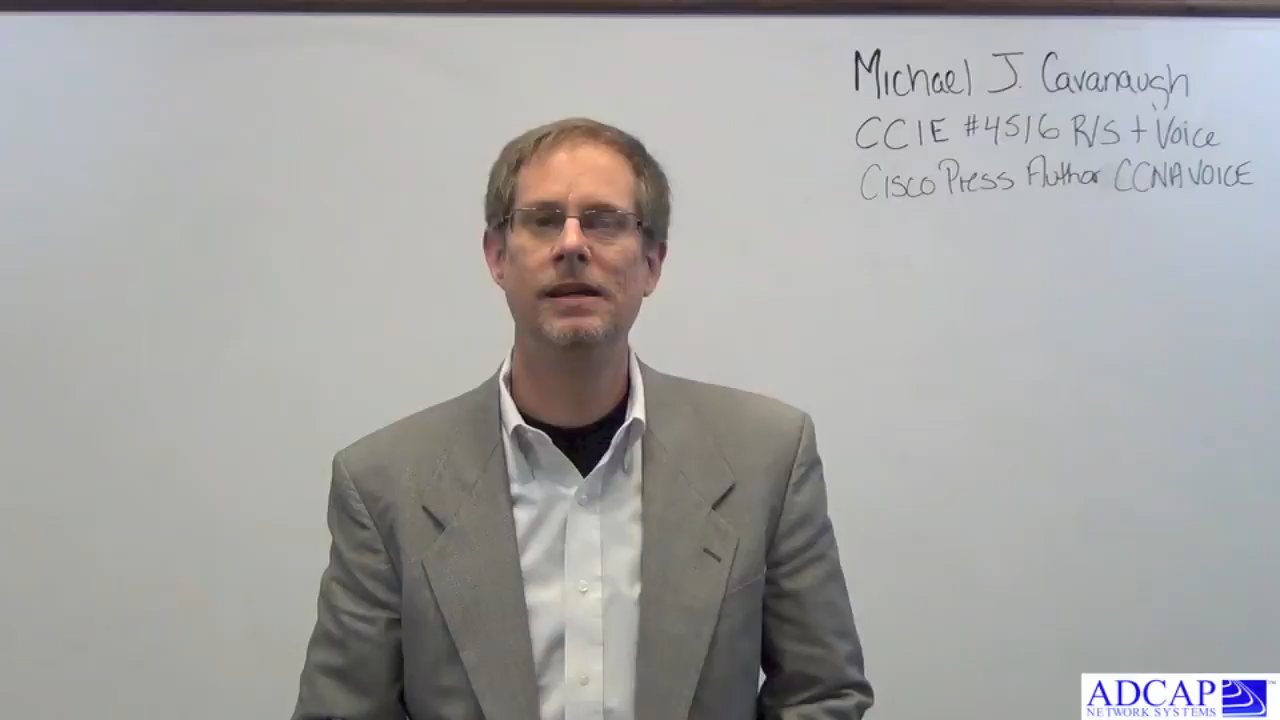 Michael J. Cavanaugh
CCIE #4516 R/S + Voice
Cisco Press Author CCNA VOICE
ADCAP
NETWORK SYSTEMS